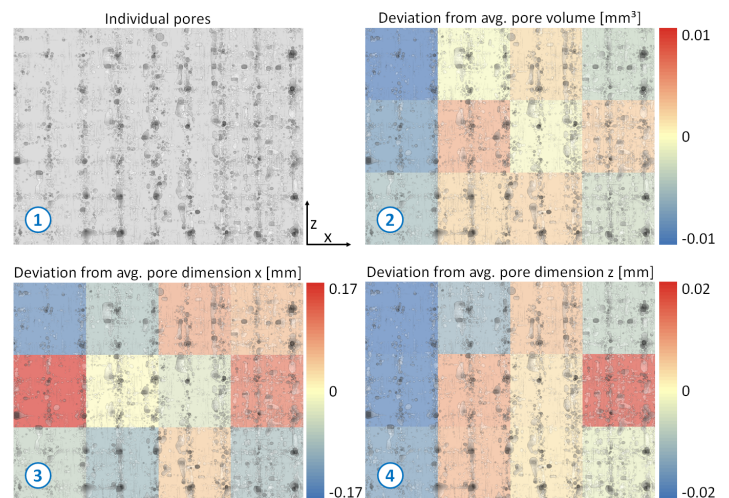 Individual pores
Deviation from avg. pore volume [mm³]
0.01
0
-0.01
z
x
1
2
Deviation from avg. pore dimension x [mm]
Deviation from avg. pore dimension z [mm]
0.17
0
-0.17
0.02
0
-0.02
3
4